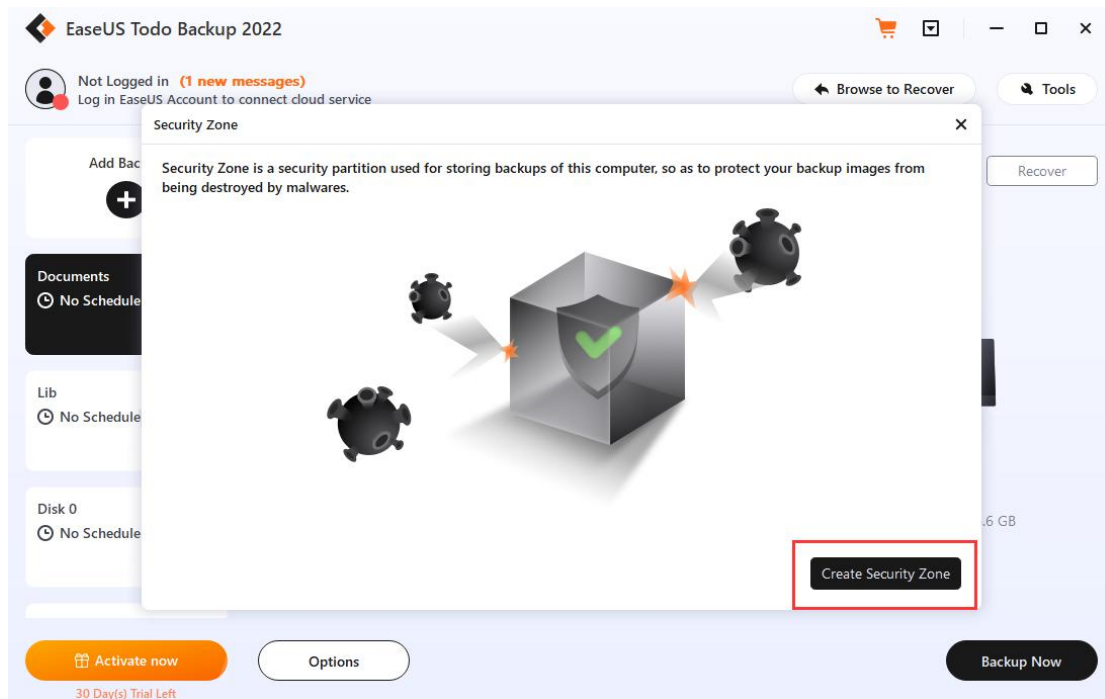 EaseUS Todo Backup 2022
Not Logged in (1 new messages)
Log in EaseUS Account to connect cloud service
Browse to Recover
Tools
Security Zone
Security Zone is a security partition used for storing backups of this computer, so as to protect your backup images from
being destroyed by malwares.
Add Bac
Recover
Documents
No Schedule
Lib
No Schedule
Disk 0
No Schedule
.6 GB
Create Security Zone
Activate now
Options
Backup Now
30 Day(s) Trial Left